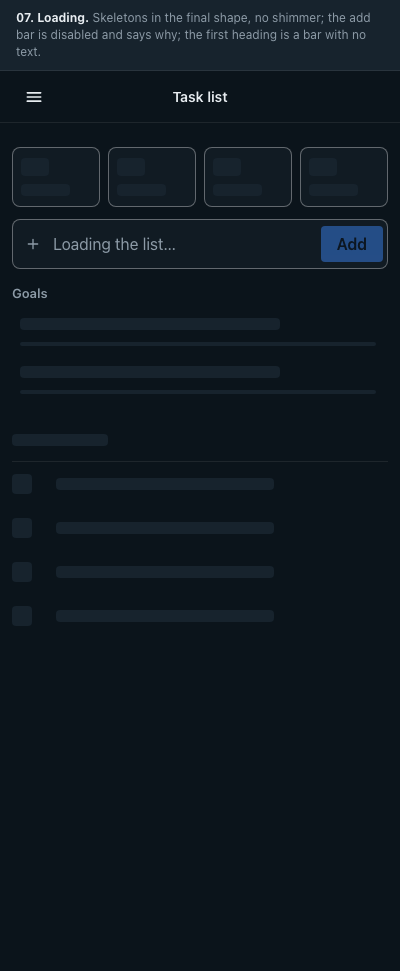 07. Loading. Skeletons in the final shape, no shimmer; the add
bar is disabled and says why; the first heading is a bar with no
text.
Task list
Loading the list...
Add
Goals